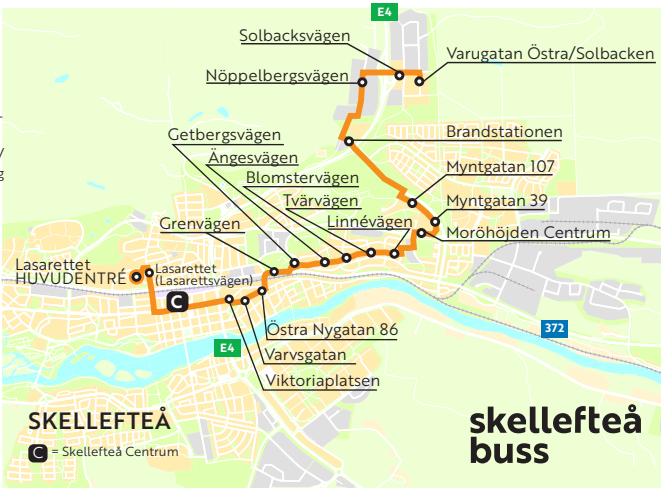 E4
Solbacksvägen
Varugatan Östra/Solbacken
Nöppelbergsvägen
Getbergsvägen
Brandstationen
Ängesvägen
Myntgatan 107
Blomstervägen
Tvärvägen
Myntgatan 39
Grenvägen
Linnévägen
Moröhöjden Centrum
Lasarettet
HUVUDENTRÉ
Lasarettet
(Lasarettsvägen)
C
Östra Nygatan 86
372
E4
Varvsgatan
Viktoriaplatsen
SKELLEFTEÅ
C = Skellefteå Centrum
skellefteå
buss